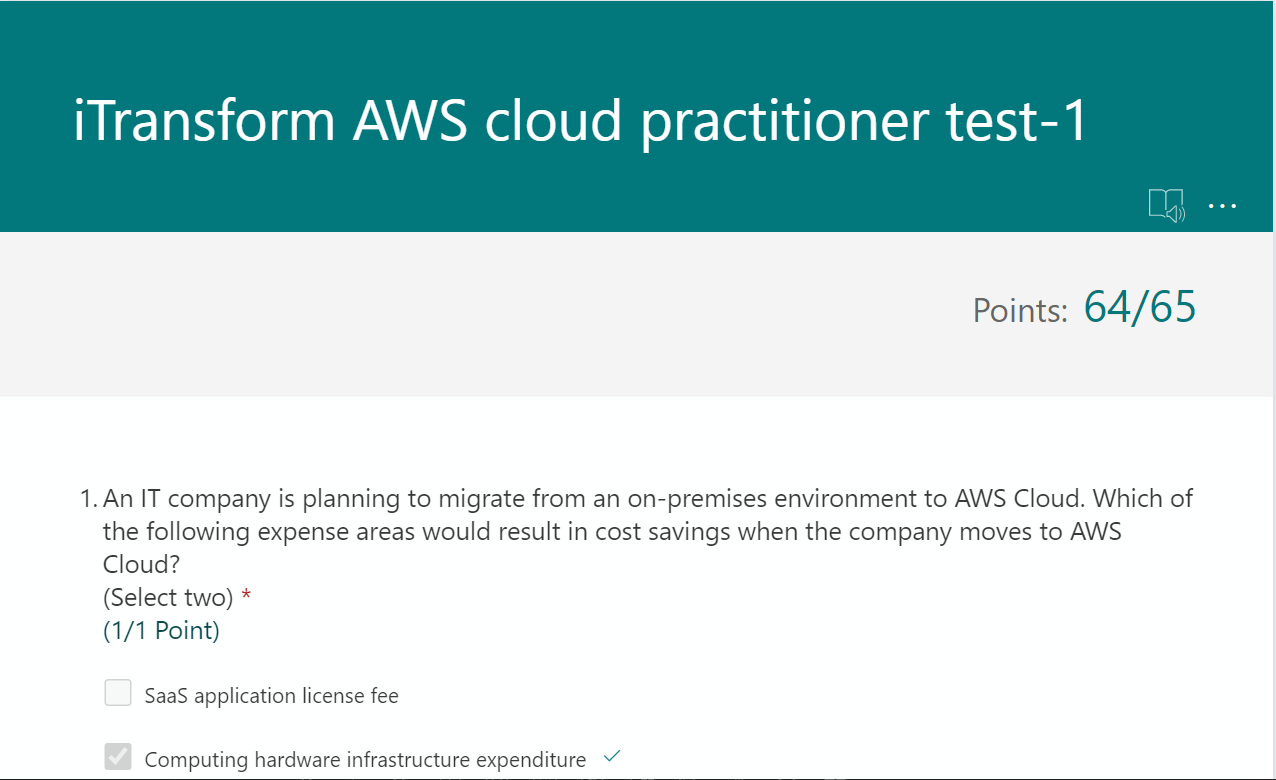 iTransform AWS cloud practitioner test-1
...
Points: 64/65
1. An IT company is planning to migrate from an on-premises environment to AWS Cloud. Which of
the following expense areas would result in cost savings when the company moves to AWS
Cloud?
(Select two) *
(1/1 Point)
SaaS application license fee
Computing hardware infrastructure expenditure